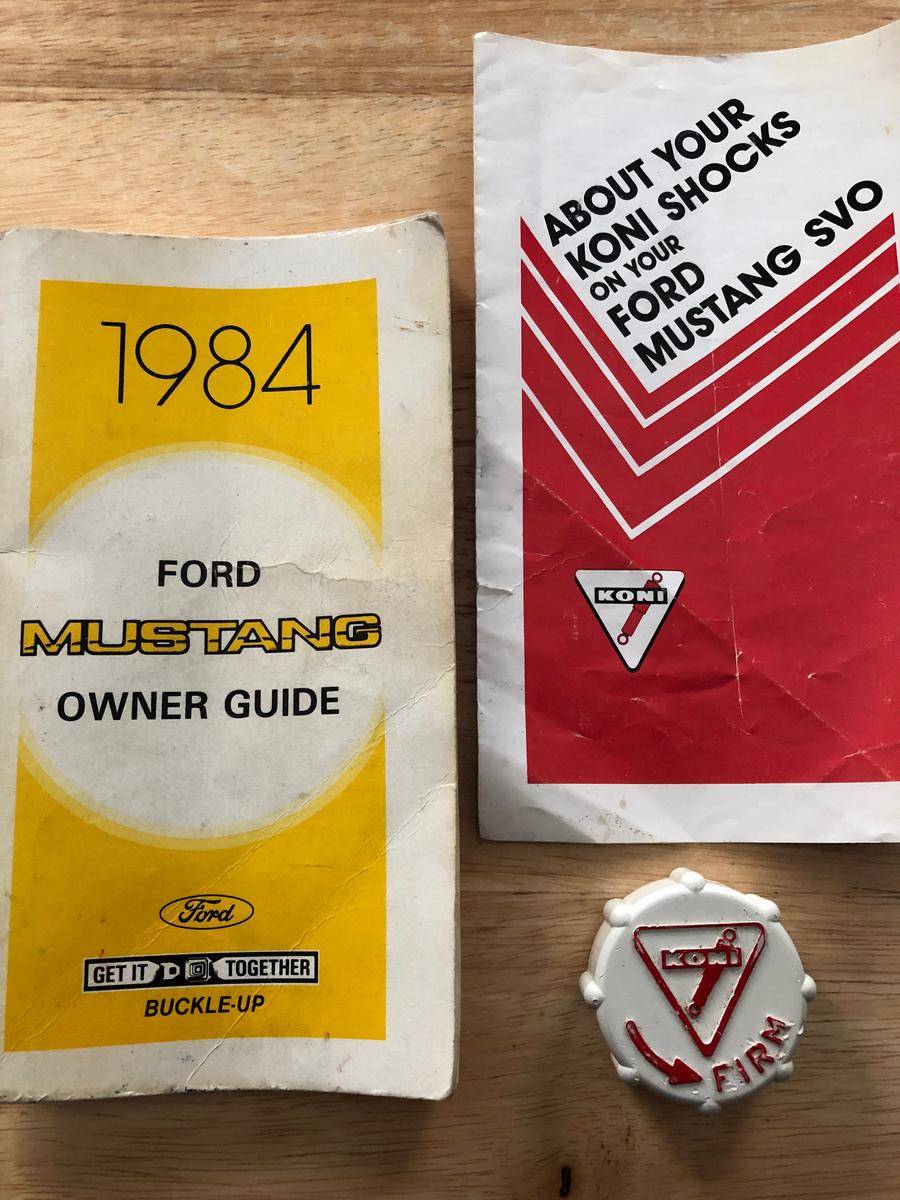 1984
FORD
MUSTANG
OWNER GUIDE
Ford
GET IT TOGETHER
BUCKLE-UP
ABOUT YOUR
KONI SHOCKS
ON YOUR
FORD
MUSTANG SVO
KONI
KONI
FIRM